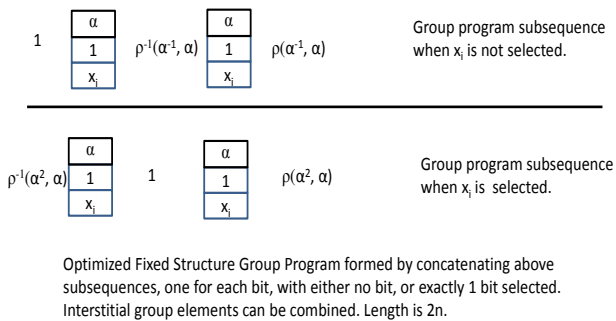 α α Group program subsequence
1 1 ρ-1(α-1, α) 1 ρ(α-1, α) when xi is not selected.
xi xi
α α
ρ-1(α2, α) 1 1 1 ρ(α2, α) Group program subsequence
xi xi when xi is selected.
Optimized Fixed Structure Group Program formed by concatenating above
subsequences, one for each bit, with either no bit, or exactly 1 bit selected.
Interstitial group elements can be combined. Length is 2n.